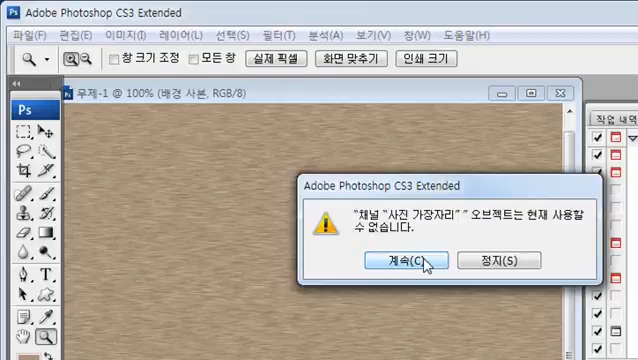 Ps Adobe Photoshop CS3 Extended
파일(F) 편집(E) 이미지(I) 레이어(L) 선택(S) 필터(T) 분석(A) 보기(V) 창(W) 도움말(H)
창 크기 조정 모든 창 실제 픽셀 화면 맞추기 인쇄 크기
무제-1 @ 100% (배경 사본, RGB/8)
Ps
작업 내역
Adobe Photoshop CS3 Extended
"채널 "사진 가장자리" " 오브젝트는 현재 사용할
수 없습니다.
계속(C) 정지(S)